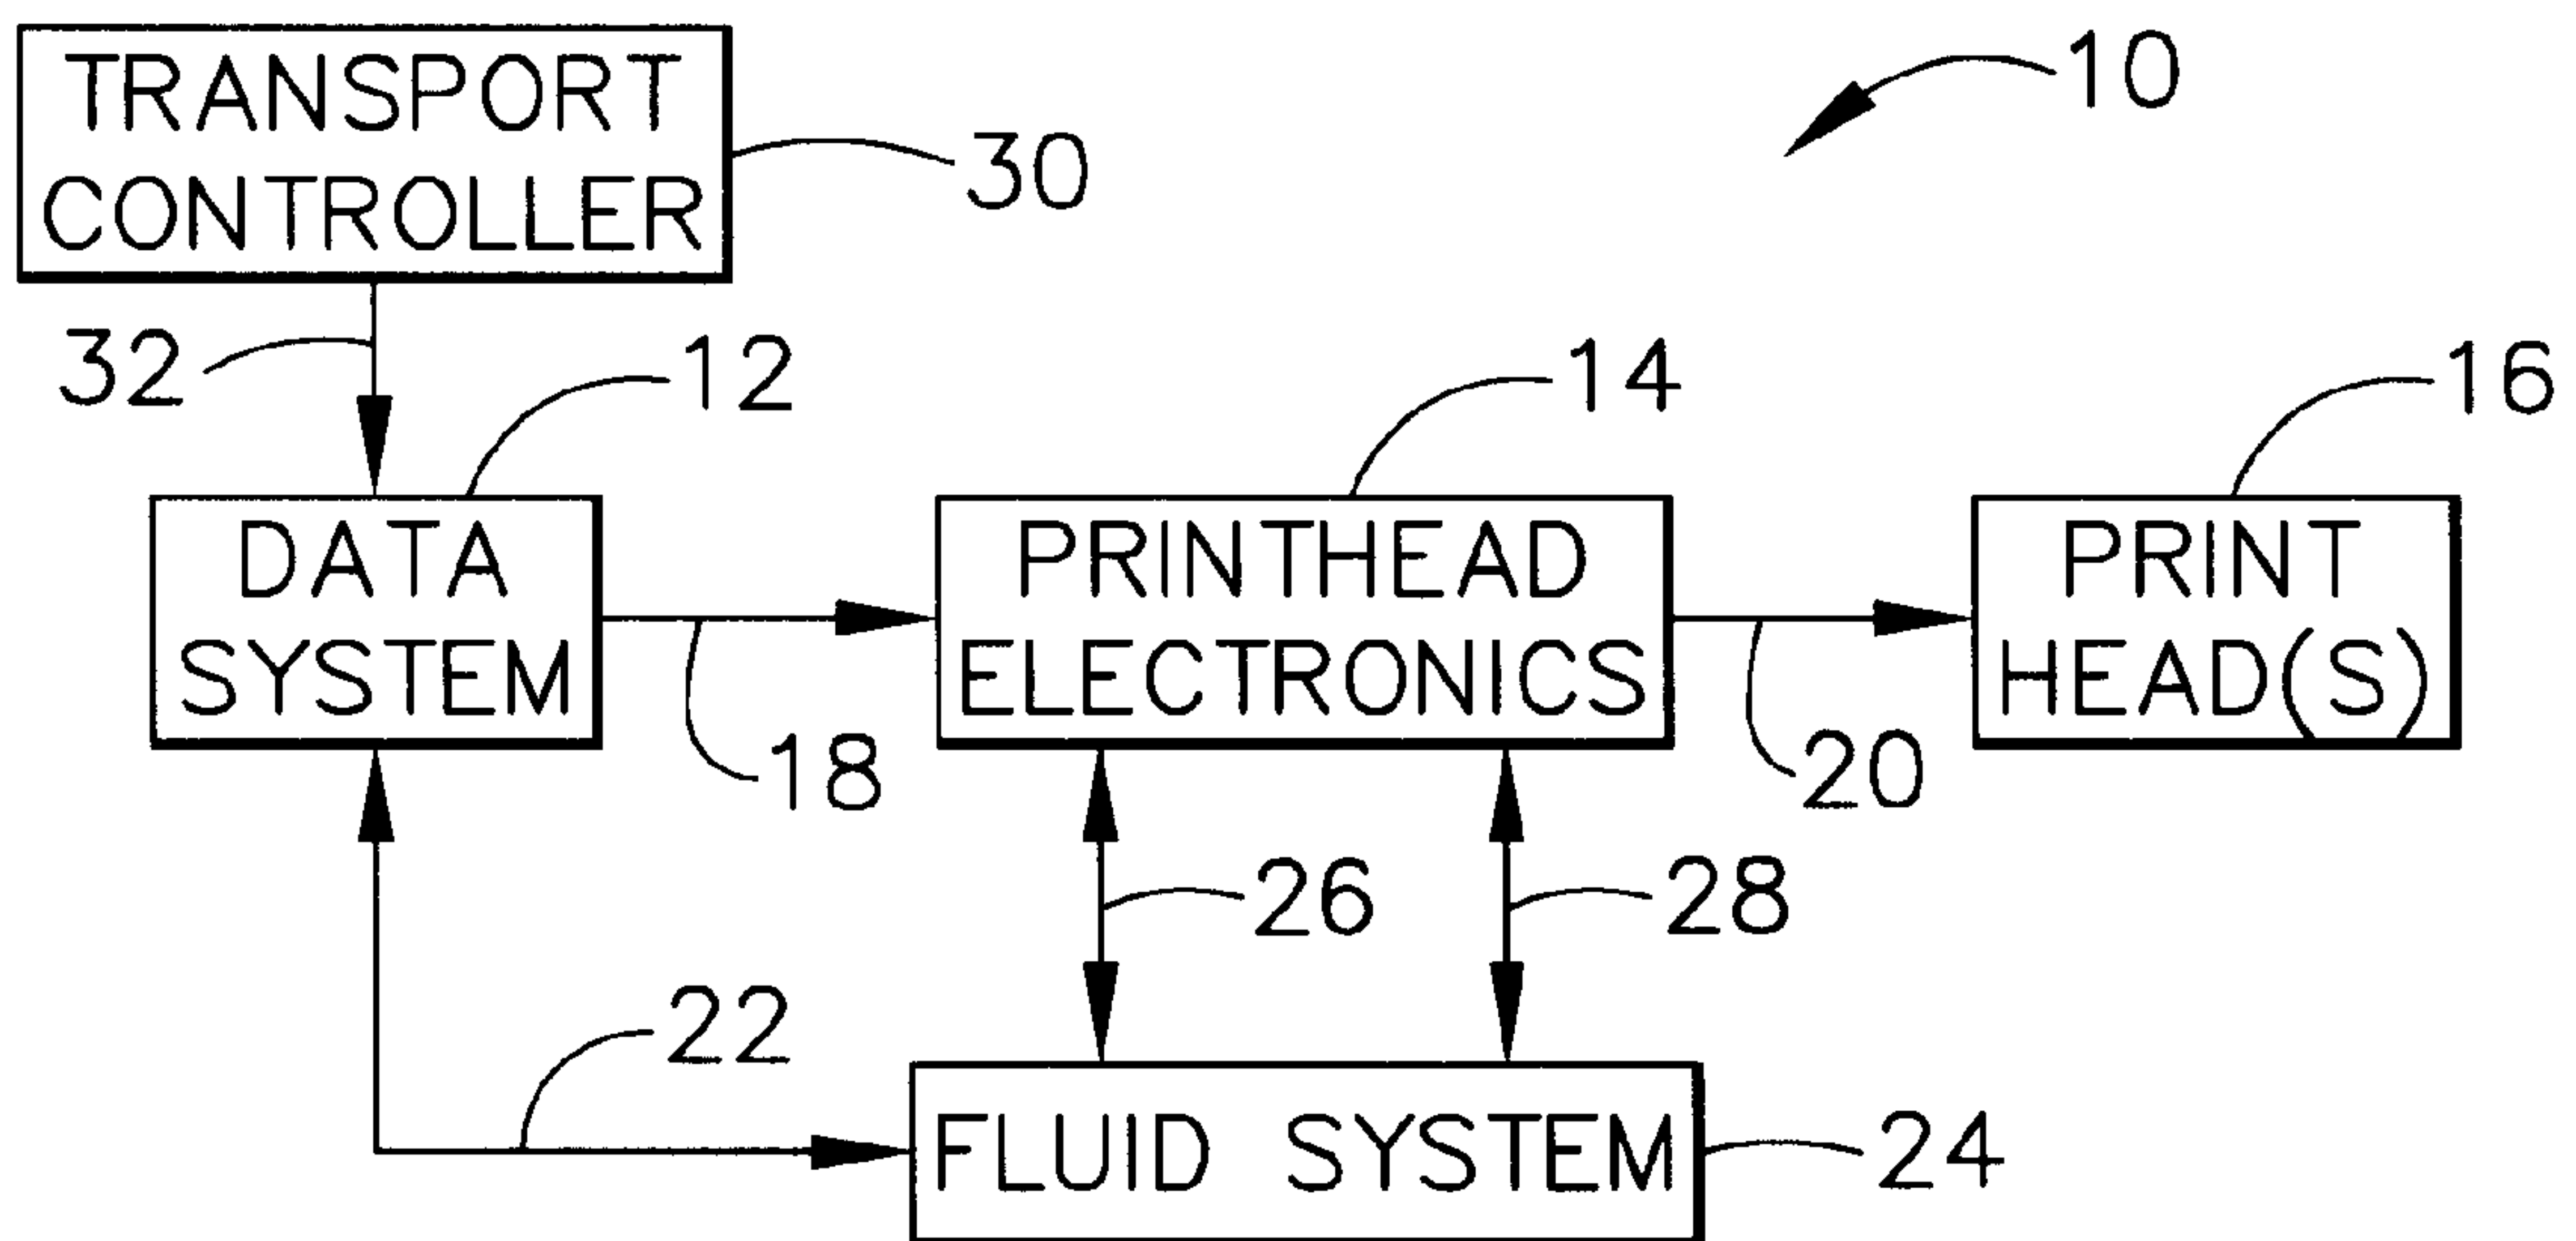 TRANSPORT
CONTROLLER
10
30
32
12
14
16
DATA
SYSTEM
PRINTHEAD
ELECTRONICS
PRINT
HEAD(S)
18
20
26
28
22
FLUID SYSTEM
24